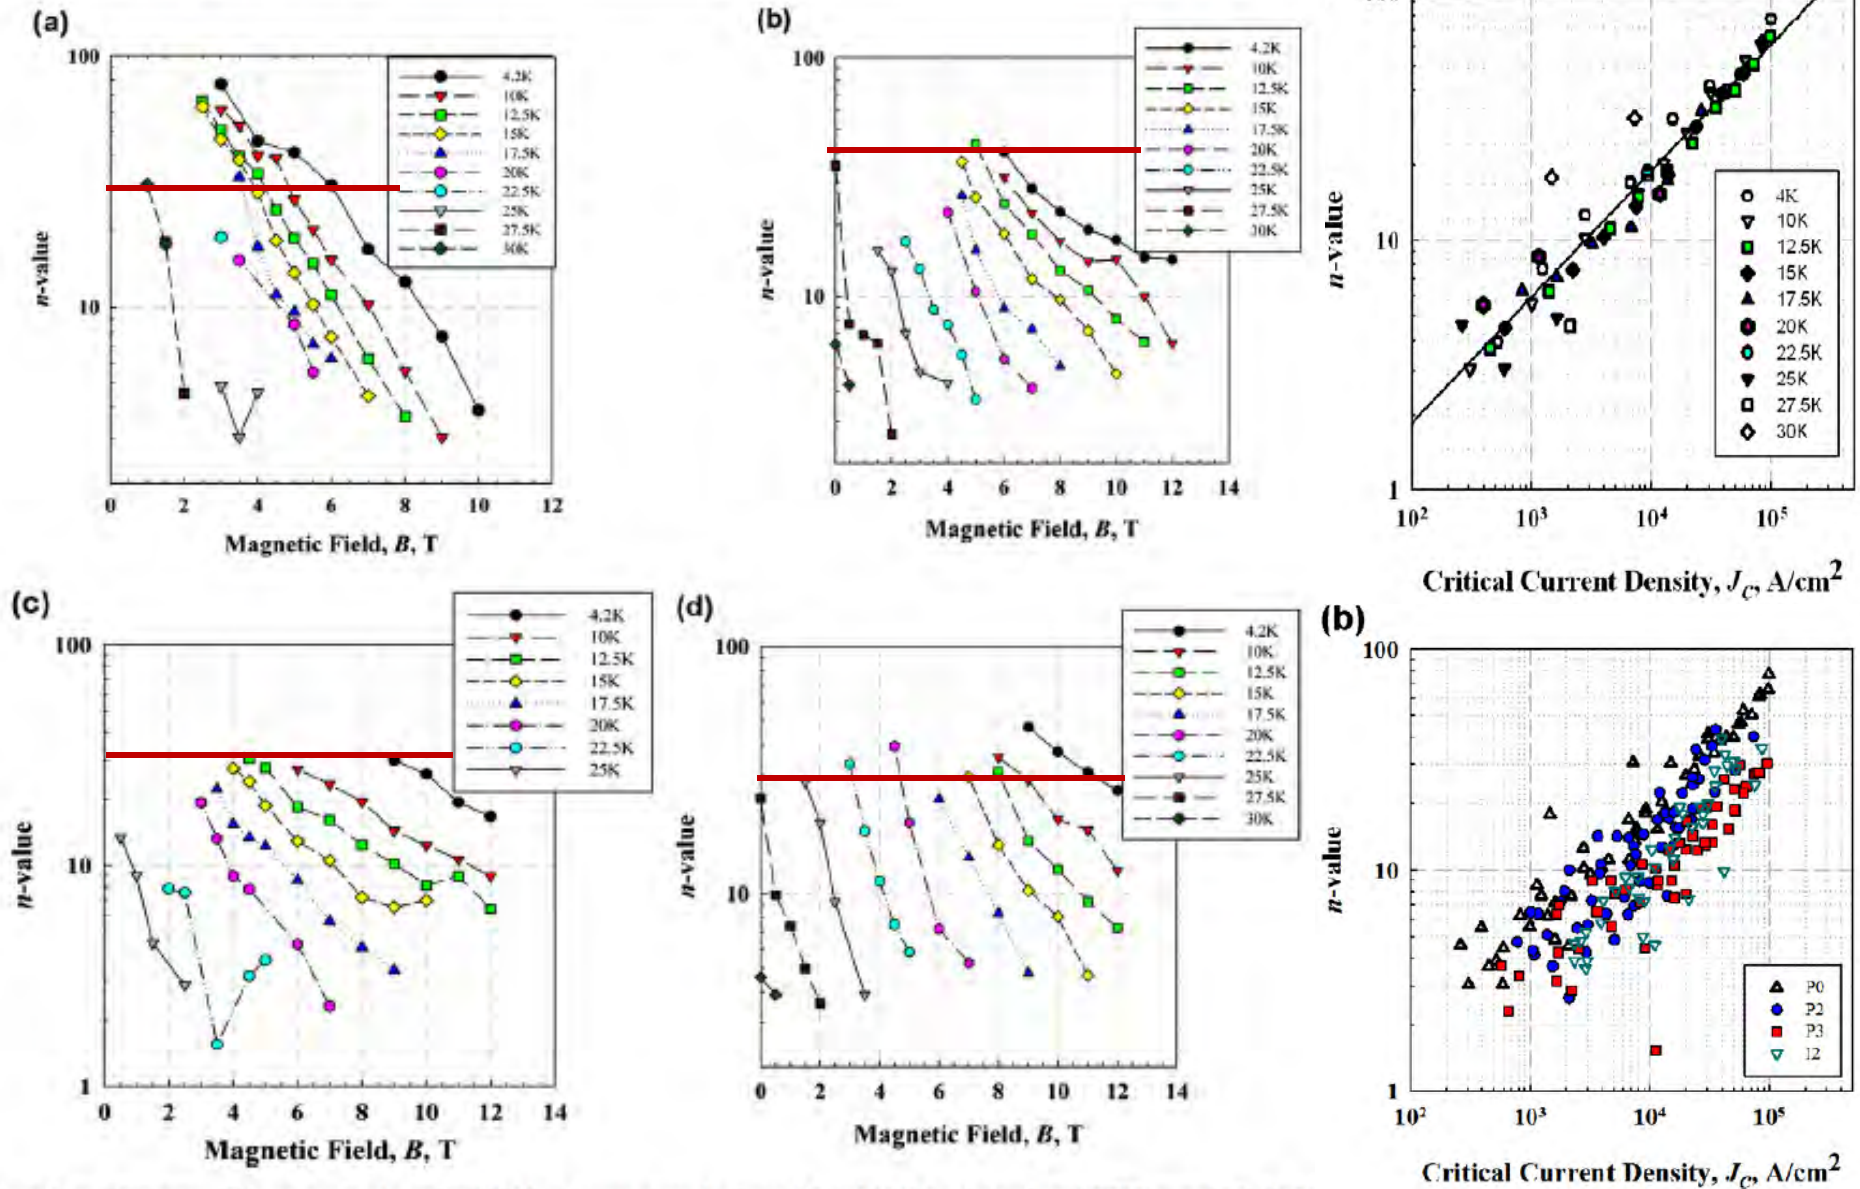 (a)
100
10
n-value
4.2K
10K
12.5K
15K
17.5K
20K
22.5K
25K
27.5K
30K
0 2 4 6 8 10 12
Magnetic Field, B, T
(b)
100
10
n-value
4.2K
10K
12.5K
15K
17.5K
20K
22.5K
25K
27.5K
30K
0 2 4 6 8 10 12 14
Magnetic Field, B, T
10
1
n-value
4K
10K
12.5K
15K
17.5K
20K
22.5K
25K
27.5K
30K
10² 10³ 10⁴ 10⁵
Critical Current Density, J_C, A/cm²
(c)
100
10
1
n-value
4.2K
10K
12.5K
15K
17.5K
20K
22.5K
25K
0 2 4 6 8 10 12 14
Magnetic Field, B, T
(d)
100
10
n-value
4.2K
10K
12.5K
15K
17.5K
20K
22.5K
25K
27.5K
30K
0 2 4 6 8 10 12 14
Magnetic Field, B, T
(b)
100
10
1
n-value
P0
P2
P3
I2
10² 10³ 10⁴ 10⁵
Critical Current Density, J_C, A/cm²